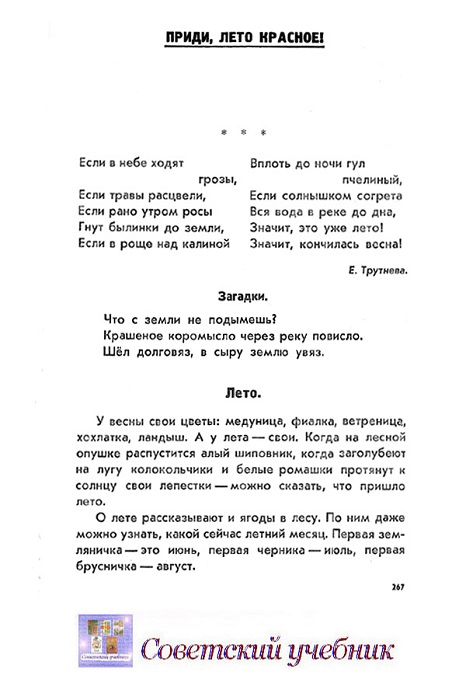 ПРИДИ, ЛЕТО КРАСНОЕ!
* * *
Если в небе ходят
грозы,
Если травы расцвели,
Если рано утром росы
Гнут былинки до земли,
Если в роще над калиной
Вплоть до ночи гул
пчелиный,
Если солнышком согрета
Вся вода в реке до дна,
Значит, это уже лето!
Значит, кончилась весна!
Е. Трутнева.
Загадки.
Что с земли не подымешь?
Крашеное коромысло через реку повисло.
Шёл долговяз, в сыру землю увяз.
Лето.
У весны свои цветы: медуница, фиалка, ветреница,
хохлатка, ландыш. А у лета — свои. Когда на лесной
опушке распустится алый шиповник, когда заголубеют
на лугу колокольчики и белые ромашки протянут к
солнцу свои лепестки — можно сказать, что пришло
лето.
О лете рассказывают и ягоды в лесу. По ним даже
можно узнать, какой сейчас летний месяц. Первая зем-
ляничка — это июнь, первая черника — июль, первая
брусничка — август.
267
Советский учебник
Советский учебник